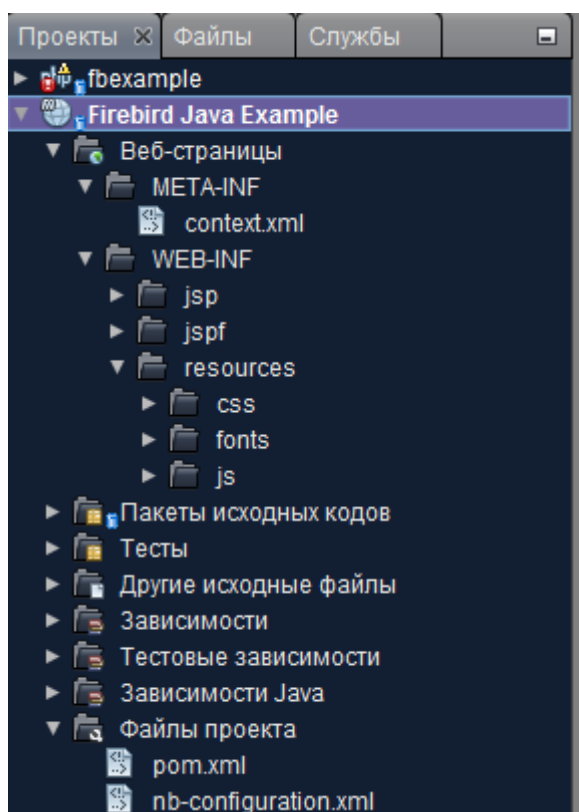 Проекты Файлы Службы
fbexample
Firebird Java Example
Веб-страницы
META-INF
context.xml
WEB-INF
jsp
jspf
resources
css
fonts
js
Пакеты исходных кодов
Тесты
Другие исходные файлы
Зависимости
Тестовые зависимости
Зависимости Java
Файлы проекта
pom.xml
nb-configuration.xml